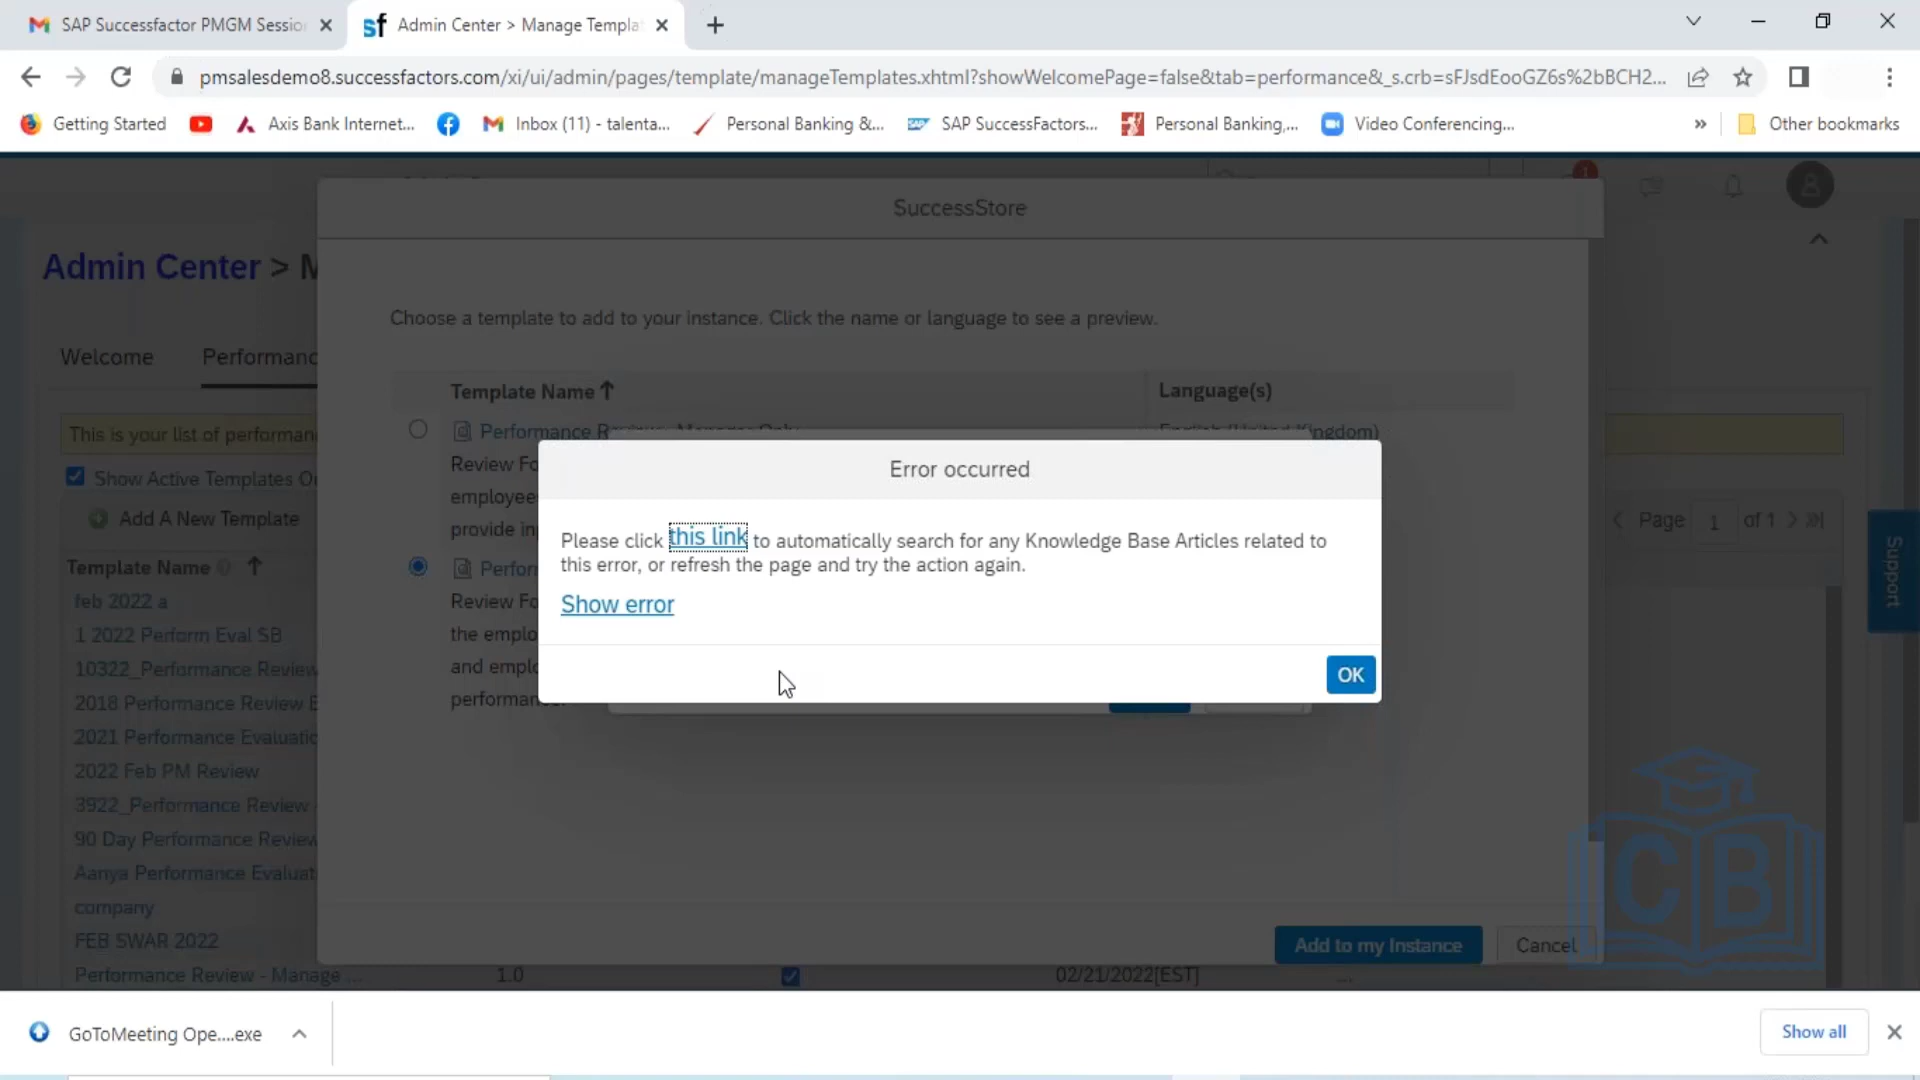 SAP Successfactor PMGM Sessio
Admin Center > Manage Templa
pmsalesdemo8.successfactors.com/xi/ui/admin/pages/template/manageTemplates.xhtml?showWelcomePage=false&tab=performance&_s.crb=sFJsdEooGZ6s%2bBCH2...
Getting Started
Axis Bank Internet...
Inbox (11) - talenta...
Personal Banking &...
SAP SuccessFactors...
Personal Banking,...
Video Conferencing...
»
Other bookmarks
1
SuccessStore
Admin Center > M
Choose a template to add to your instance. Click the name or language to see a preview.
Welcome
Performanc
Template Name
Language(s)
This is your list of performan
Performance Review - Manager Only
English (United Kingdom)
Review Fo
Show Active Templates O
employee
Add A New Template
provide in
Page 1 of 1
Template Name
Perfor
feb 2022 a
Review Fo
1 2022 Perform Eval SB
the emplo
10322_Performance Review
and emplo
2018 Performance Review E
performan
2021 Performance Evaluatio
2022 Feb PM Review
3922_Performance Review
90 Day Performance Review
Aanya Performance Evaluat
company
FEB SWAR 2022
Performance Review - Manage ...
1.0
02/21/2022[EST]
...
Error occurred
Please click this link to automatically search for any Knowledge Base Articles related to
this error, or refresh the page and try the action again.
Show error
OK
Support
Add to my Instance
Cancel
CB
GoToMeeting Ope....exe
Show all